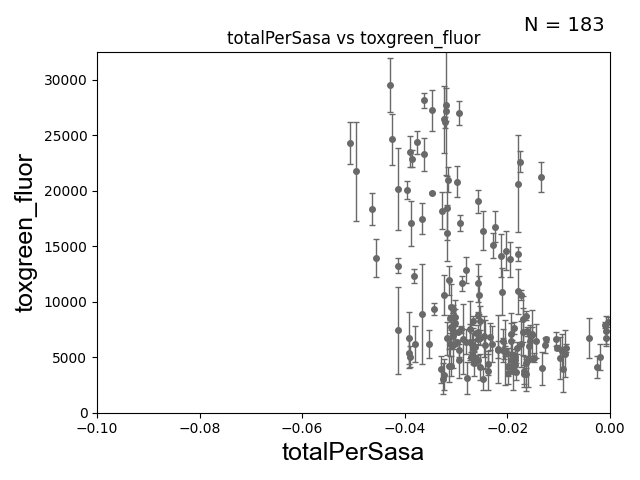 N = 183
totalPerSasa vs toxgreen_fluor
toxgreen_fluor
30000
25000
20000
15000
10000
5000
0
−0.10 −0.08 −0.06 −0.04 −0.02 0.00
totalPerSasa